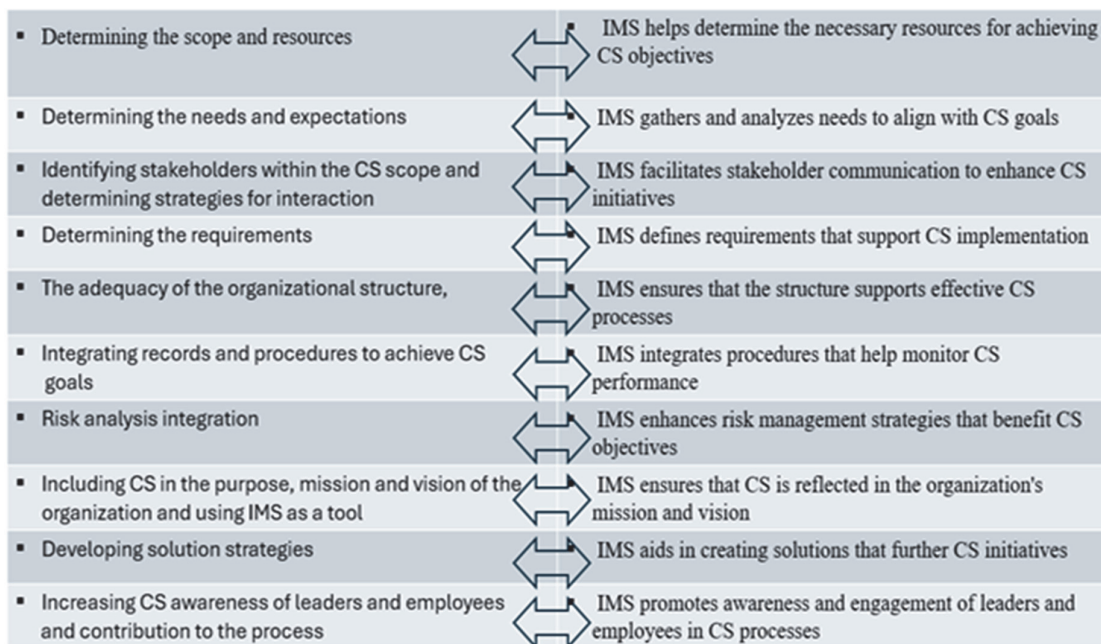 ▪ Determining the scope and resources
▪ IMS helps determine the necessary resources for achieving
CS objectives
▪ Determining the needs and expectations
▪ IMS gathers and analyzes needs to align with CS goals
▪ Identifying stakeholders within the CS scope and
determining strategies for interaction
▪ IMS facilitates stakeholder communication to enhance CS
initiatives
▪ Determining the requirements
▪ IMS defines requirements that support CS implementation
▪ The adequacy of the organizational structure,
▪ IMS ensures that the structure supports effective CS
processes
▪ Integrating records and procedures to achieve CS
goals
▪ IMS integrates procedures that help monitor CS
performance
▪ Risk analysis integration
▪ IMS enhances risk management strategies that benefit CS
objectives
▪ Including CS in the purpose, mission and vision of the
organization and using IMS as a tool
▪ IMS ensures that CS is reflected in the organization's
mission and vision
▪ Developing solution strategies
▪ IMS aids in creating solutions that further CS initiatives
▪ Increasing CS awareness of leaders and employees
and contribution to the process
▪ IMS promotes awareness and engagement of leaders and
employees in CS processes